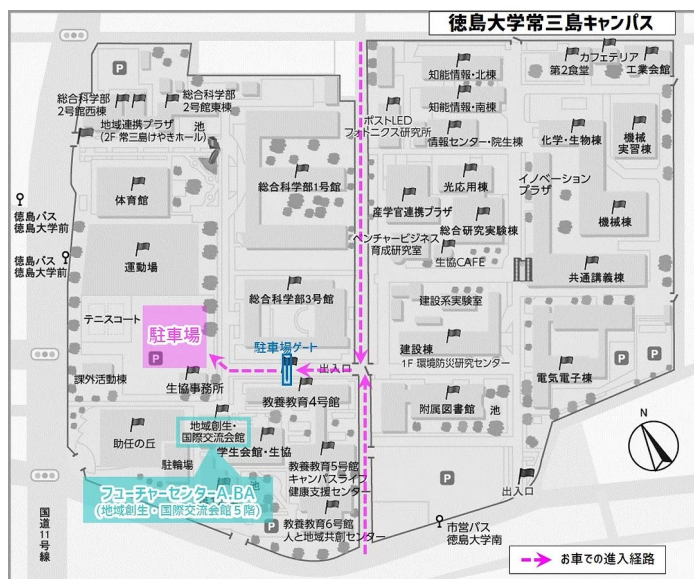 徳島大学常三島キャンパス
P
総合科学部
2号館西棟
総合科学部
2号館東棟
地域連携プラザ
(2F 常三島けやきホール)
池
体育館
総合科学部1号館
徳島バス
徳島大学前
徳島バス
徳島大学前
運動場
総合科学部3号館
テニスコート
駐車場
P
駐車場ゲート
出入口
課外活動棟
生協事務所
教養教育4号館
助任の丘
地域創生・
国際交流会館
学生会館・生協
駐輪場
教養教育5号館
キャンパスライフ
健康支援センター
池
フューチャーセンターA.BA
(地域創生・国際交流会館5階)
P
教養教育6号館
人と地域共創センター
国道11号線
知能情報・北棟
カフェテリア
第2食堂
工業会館
知能情報・南棟
ポストLED
フォトニクス研究所
情報センター・院生棟
化学・生物棟
機械
実習棟
光応用棟
イノベーション
プラザ
産学官連携プラザ
総合研究実験棟
機械棟
ベンチャービジネス
育成研究室
生協CAFE
共通講義棟
建設系実験室
建設棟
1F 環境防災研究センター
電気電子棟
附属図書館
池
N
P
出入口
市営バス
徳島大学南
お車での進入経路